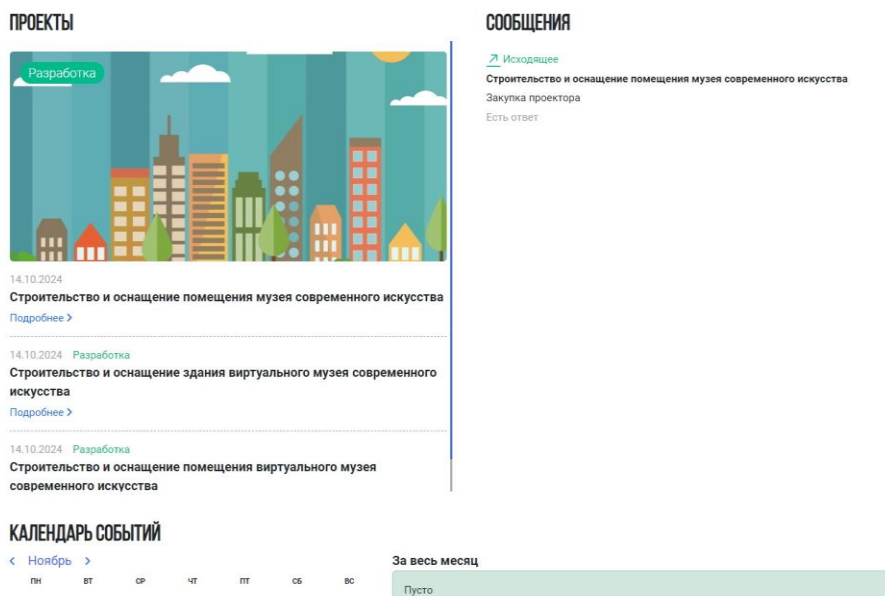 ПРОЕКТЫ
Разработка
14.10.2024
Строительство и оснащение помещения музея современного искусства
Подробнее
14.10.2024 Разработка
Строительство и оснащение здания виртуального музея современного
искусства
Подробнее
14.10.2024 Разработка
Строительство и оснащение помещения виртуального музея
современного искусства
СООБЩЕНИЯ
Исходящее
Строительство и оснащение помещения музея современного искусства
Закупка проектора
Есть ответ
КАЛЕНДАРЬ СОБЫТИЙ
Ноябрь
ПН ВТ СР ЧТ ПТ СБ ВС
За весь месяц
Пусто